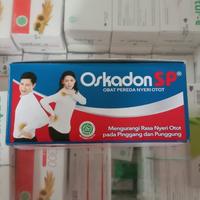 Oskadon SP®
OBAT PEREDA NYERI OTOT
Mengurangi Rasa Nyeri Otot
pada Pinggang dan Punggung